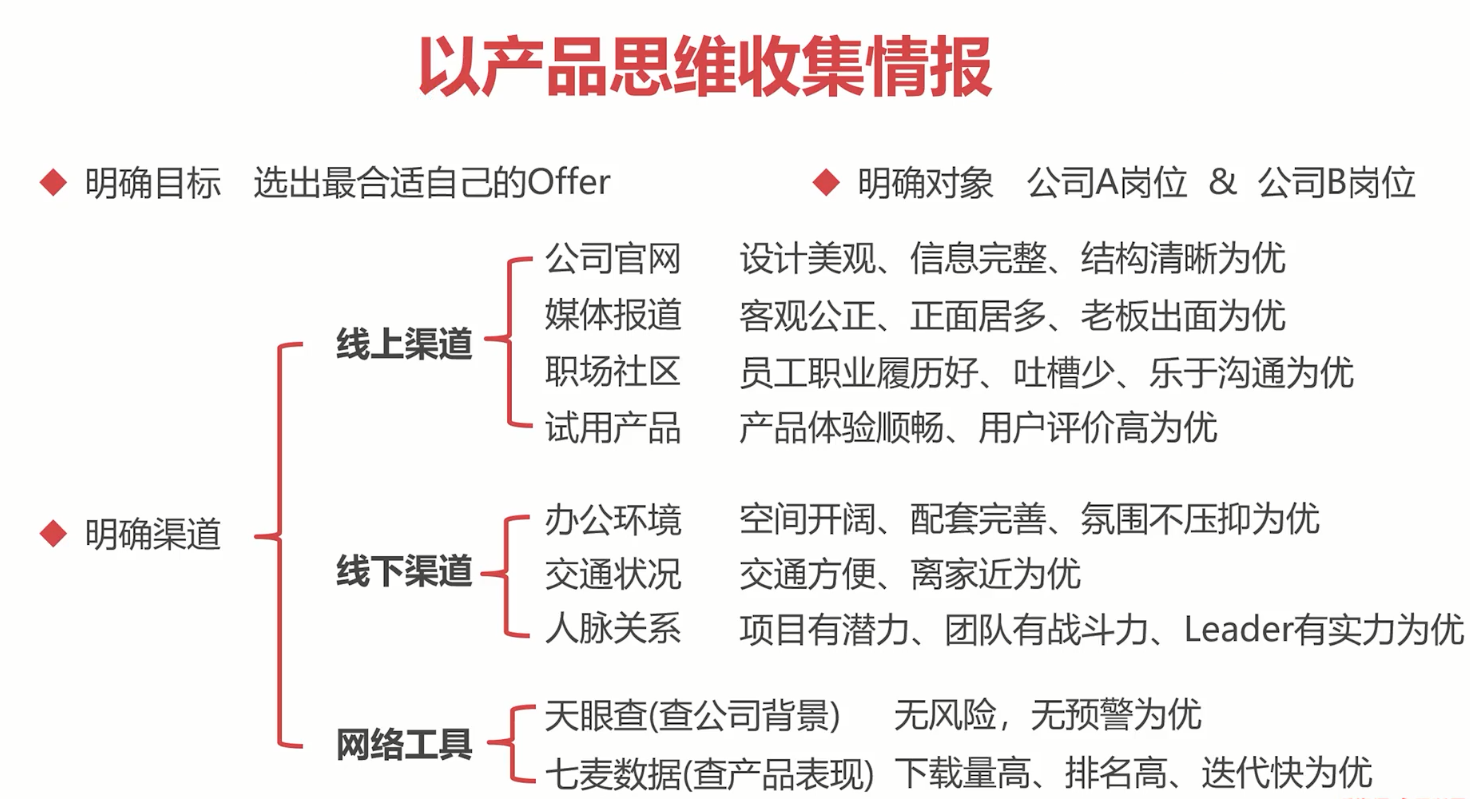 以产品思维收集情报
明确目标 选出最合适自己的Offer
明确对象 公司A岗位 & 公司B岗位
明确渠道
线上渠道
公司官网 设计美观、信息完整、结构清晰为优
媒体报道 客观公正、正面居多、老板出面为优
职场社区 员工职业履历好、吐槽少、乐于沟通为优
试用产品 产品体验顺畅、用户评价高为优
线下渠道
办公环境 空间开阔、配套完善、氛围不压抑为优
交通状况 交通方便、离家近为优
人脉关系 项目有潜力、团队有战斗力、Leader有实力为优
网络工具
天眼查(查公司背景) 无风险，无预警为优
七麦数据(查产品表现) 下载量高、排名高、迭代快为优